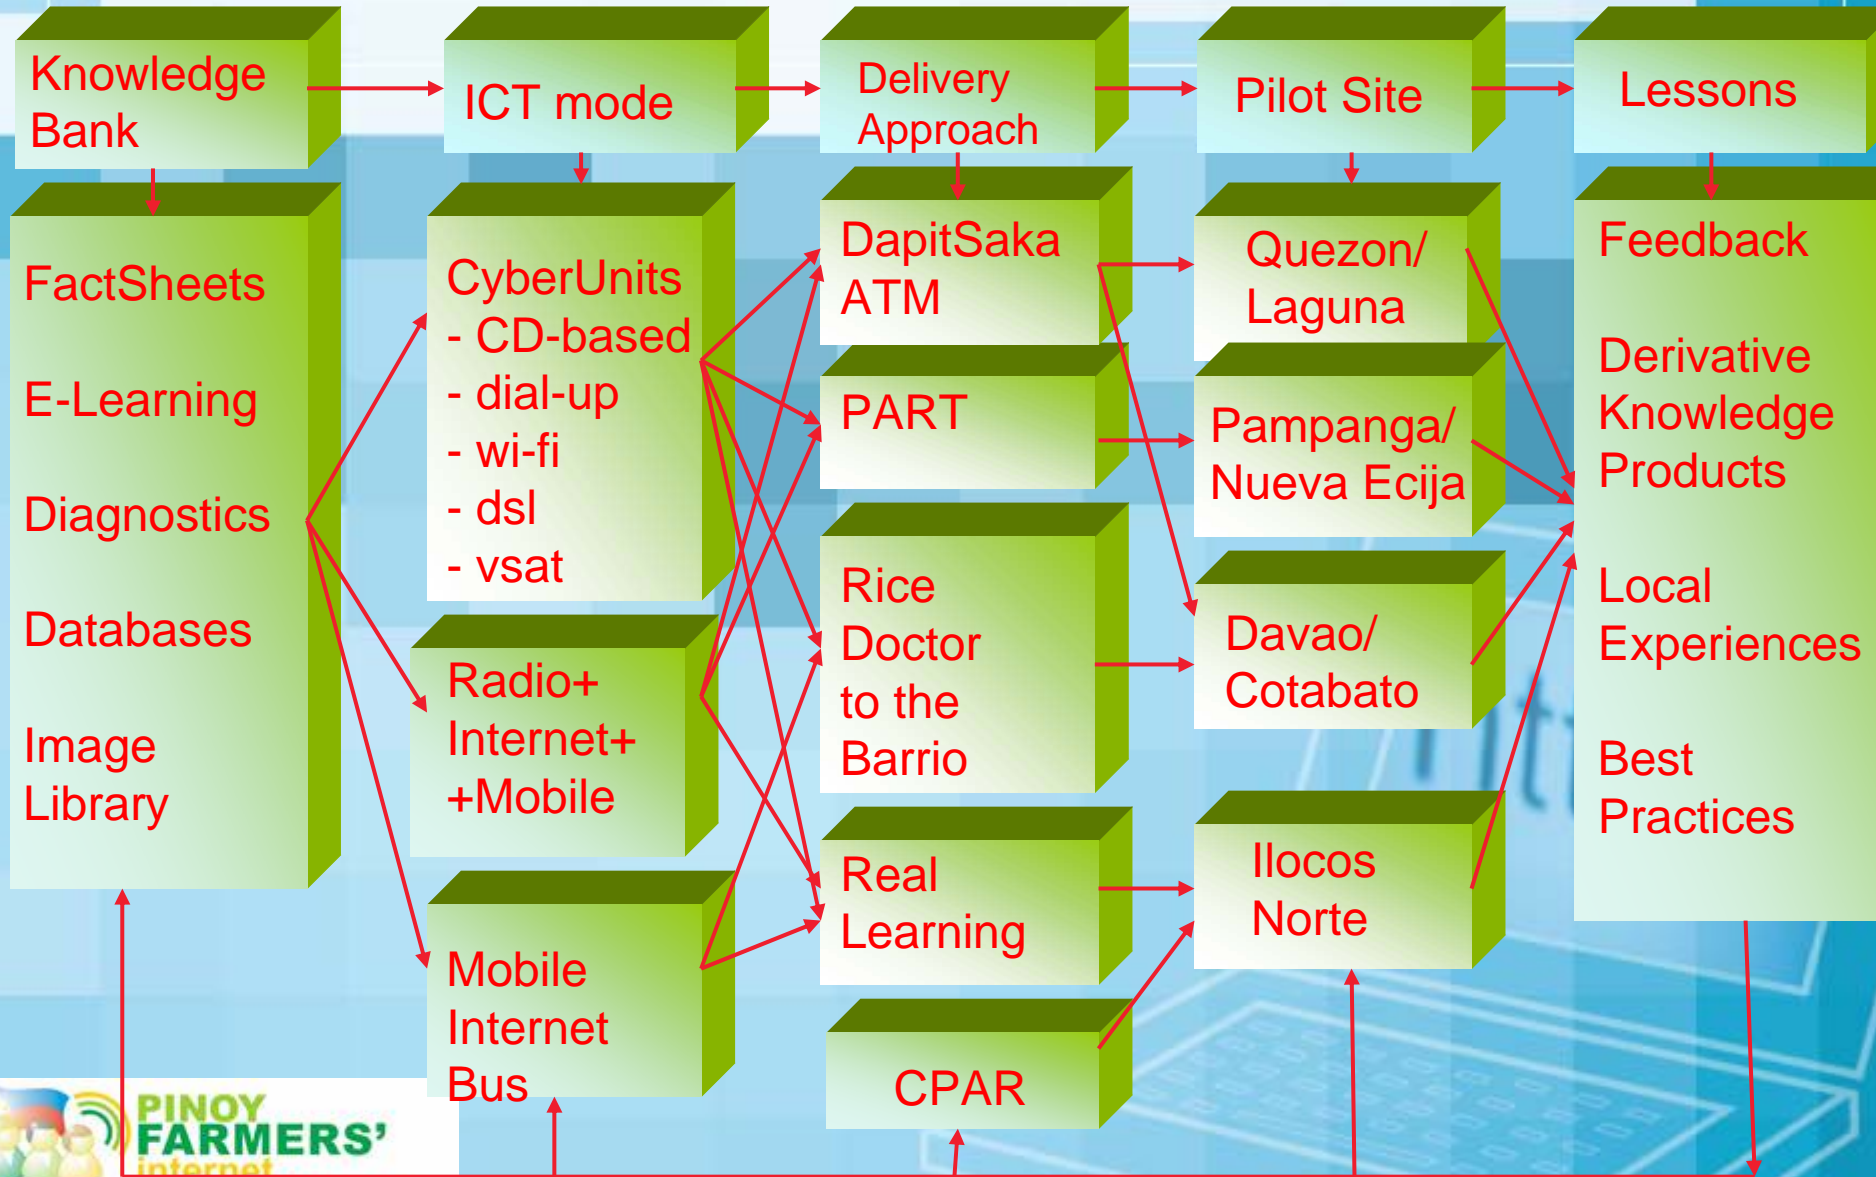 Knowledge
Bank
ICT mode
Delivery
Approach
Pilot Site
Lessons
FactSheets
E-Learning
Diagnostics
Databases
Image
Library
CyberUnits
- CD-based
- dial-up
- wi-fi
- dsl
- vsat
Radio+
Internet+
+Mobile
Mobile
Internet
Bus
DapitSaka
ATM
PART
Rice
Doctor
to the
Barrio
Real
Learning
CPAR
Quezon/
Laguna
Pampanga/
Nueva Ecija
Davao/
Cotabato
Ilocos
Norte
Feedback
Derivative
Knowledge
Products
Local
Experiences
Best
Practices
PINOY
FARMERS'
internet